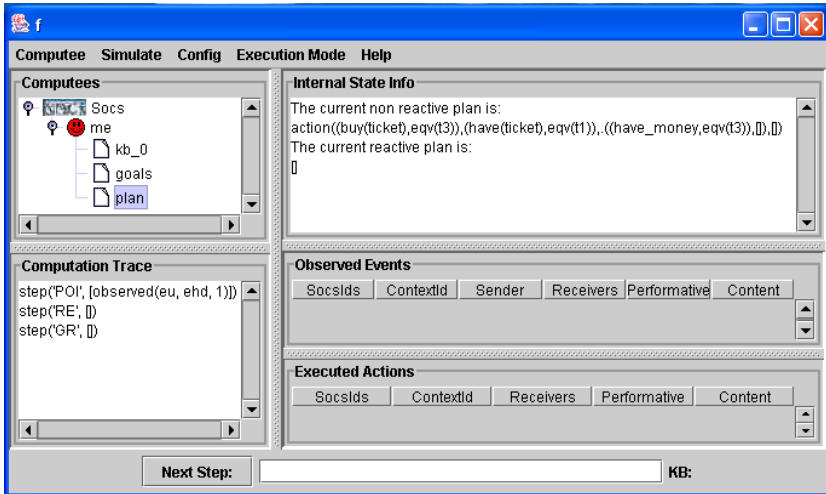 f
Computee Simulate Config Execution Mode Help
Computees
Socs
me
kb_0
goals
plan
Internal State Info
The current non reactive plan is:
action((buy(ticket),eqv(t3)),(have(ticket),eqv(t1)),.((have_money,eqv(t3)),[]),[])
The current reactive plan is:
[]
Computation Trace
step('POI', [observed(eu, ehd, 1)])
step('RE', [])
step('GR', [])
Observed Events
SocsIds ContextId Sender Receivers Performative Content
Executed Actions
SocsIds ContextId Receivers Performative Content
Next Step: KB: